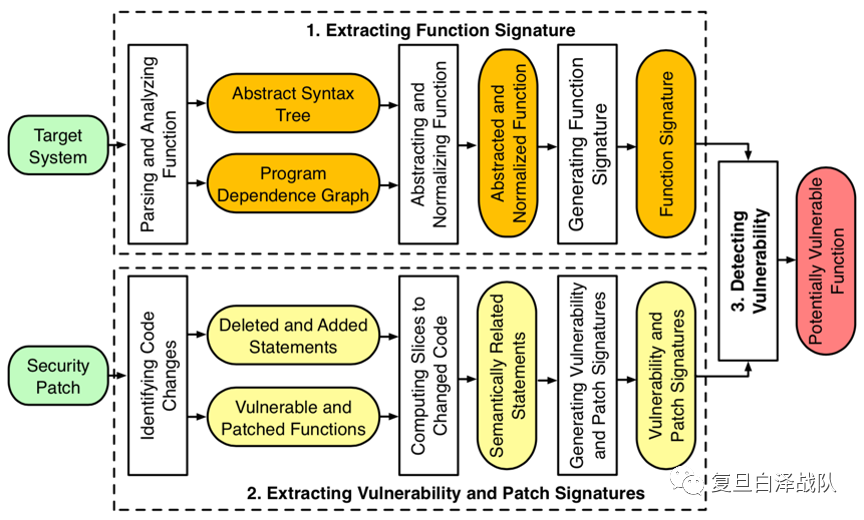 1. Extracting Function Signature
Target
System
Parsing and Analyzing
Function
Abstract Syntax
Tree
Program
Dependence Graph
Abstracting and
Normalizing Function
Abstracted and
Normalized Function
Generating Function
Signature
Function Signature
3. Detecting
Vulnerability
Potentially Vulnerable
Function
Security
Patch
Identifying Code
Changes
Deleted and Added
Statements
Vulnerable and
Patched Functions
Computing Slices to
Changed Code
Semantically Related
Statements
Generating Vulnerability
and Patch Signatures
Vulnerability and
Patch Signatures
2. Extracting Vulnerability and Patch Signatures
复旦白泽战队